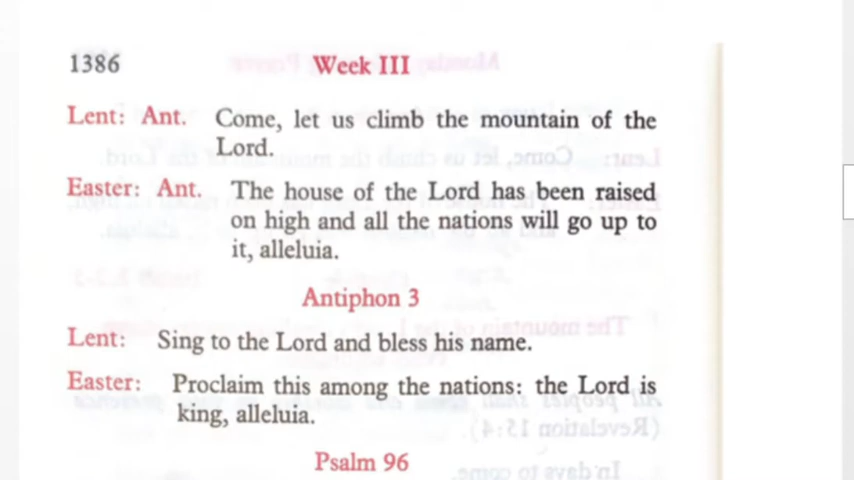 1386 Week III
Lent: Ant. Come, let us climb the mountain of the
Lord.
Easter: Ant. The house of the Lord has been raised
on high and all the nations will go up to
it, alleluia.
Antiphon 3
Lent: Sing to the Lord and bless his name.
Easter: Proclaim this among the nations: the Lord is
king, alleluia.
Psalm 96